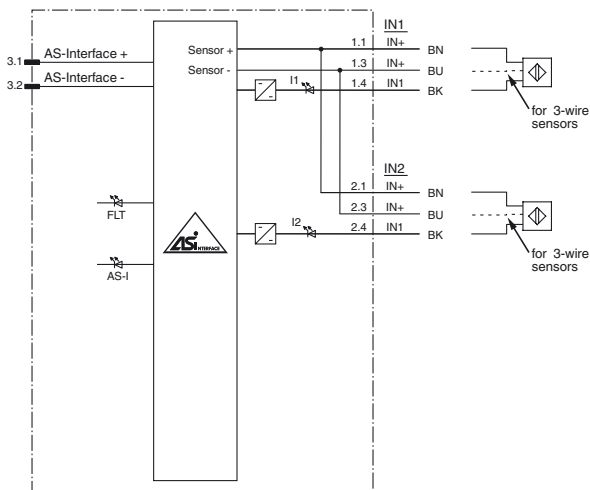 IN1
3.1 AS-Interface + Sensor + 1.1 IN+ BN
Sensor - 1.3 IN+ BU
3.2 AS-Interface - I1 1.4 IN1 BK
for 3-wire
sensors
IN2
2.1 IN+ BN
FLT 2.3 IN+ BU
I2 2.4 IN1 BK
ASi INTERFACE
for 3-wire
sensors
AS-I